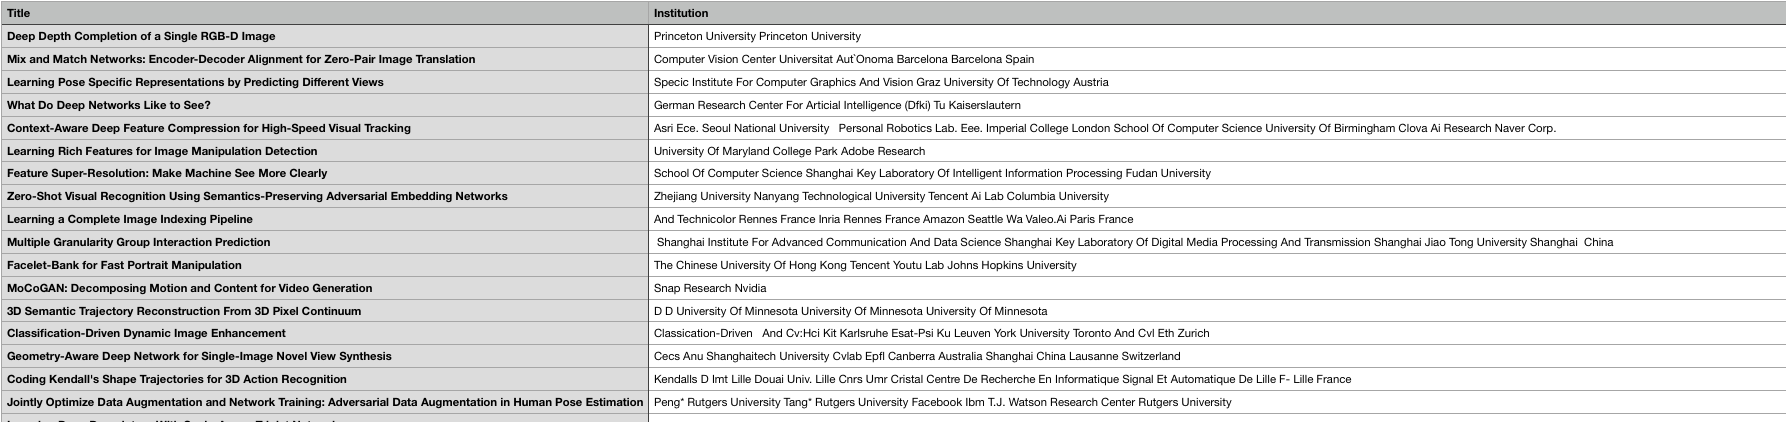 Title Institution
Deep Depth Completion of a Single RGB-D Image Princeton University Princeton University
Mix and Match Networks: Encoder-Decoder Alignment for Zero-Pair Image Translation Computer Vision Center Universitat Aut`Onoma Barcelona Barcelona Spain
Learning Pose Specific Representations by Predicting Different Views Specic Institute For Computer Graphics And Vision Graz University Of Technology Austria
What Do Deep Networks Like to See? German Research Center For Articial Intelligence (Dfki) Tu Kaiserslautern
Context-Aware Deep Feature Compression for High-Speed Visual Tracking Asri Ece. Seoul National University Personal Robotics Lab. Eee. Imperial College London School Of Computer Science University Of Birmingham Clova Ai Research Naver Corp.
Learning Rich Features for Image Manipulation Detection University Of Maryland College Park Adobe Research
Feature Super-Resolution: Make Machine See More Clearly School Of Computer Science Shanghai Key Laboratory Of Intelligent Information Processing Fudan University
Zero-Shot Visual Recognition Using Semantics-Preserving Adversarial Embedding Networks Zhejiang University Nanyang Technological University Tencent Ai Lab Columbia University
Learning a Complete Image Indexing Pipeline And Technicolor Rennes France Inria Rennes France Amazon Seattle Wa Valeo.Ai Paris France
Multiple Granularity Group Interaction Prediction Shanghai Institute For Advanced Communication And Data Science Shanghai Key Laboratory Of Digital Media Processing And Transmission Shanghai Jiao Tong University Shanghai China
Facelet-Bank for Fast Portrait Manipulation The Chinese University Of Hong Kong Tencent Youtu Lab Johns Hopkins University
MoCoGAN: Decomposing Motion and Content for Video Generation Snap Research Nvidia
3D Semantic Trajectory Reconstruction From 3D Pixel Continuum D D University Of Minnesota University Of Minnesota University Of Minnesota
Classification-Driven Dynamic Image Enhancement Classication-Driven And Cv:Hci Kit Karlsruhe Esat-Psi Ku Leuven York University Toronto And Cvl Eth Zurich
Geometry-Aware Deep Network for Single-Image Novel View Synthesis Cecs Anu Shanghaitech University Cvlab Epfl Canberra Australia Shanghai China Lausanne Switzerland
Coding Kendall's Shape Trajectories for 3D Action Recognition Kendalls D Imt Lille Douai Univ. Lille Cnrs Umr Cristal Centre De Recherche En Informatique Signal Et Automatique De Lille F- Lille France
Jointly Optimize Data Augmentation and Network Training: Adversarial Data Augmentation in Human Pose Estimation Peng* Rutgers University Tang* Rutgers University Facebook Ibm T.J. Watson Research Center Rutgers University